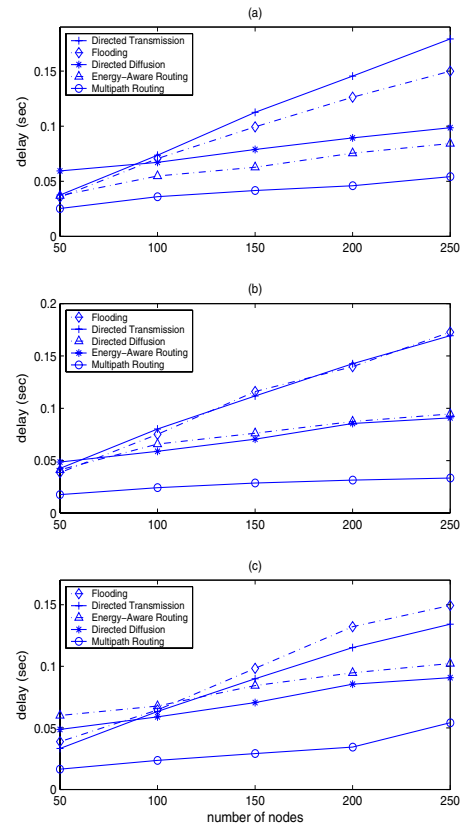 (a)
Directed Transmission
Flooding
Directed Diffusion
Energy-Aware Routing
Multipath Routing
delay (sec)
0.15
0.1
0.05
0
50 100 150 200 250
(b)
Flooding
Directed Transmission
Directed Diffusion
Energy-Aware Routing
Multipath Routing
delay (sec)
0.2
0.15
0.1
0.05
0
50 100 150 200 250
(c)
Flooding
Directed Transmission
Energy-Aware Routing
Directed Diffusion
Multipath Routing
delay (sec)
0.15
0.1
0.05
0
50 100 150 200 250
number of nodes